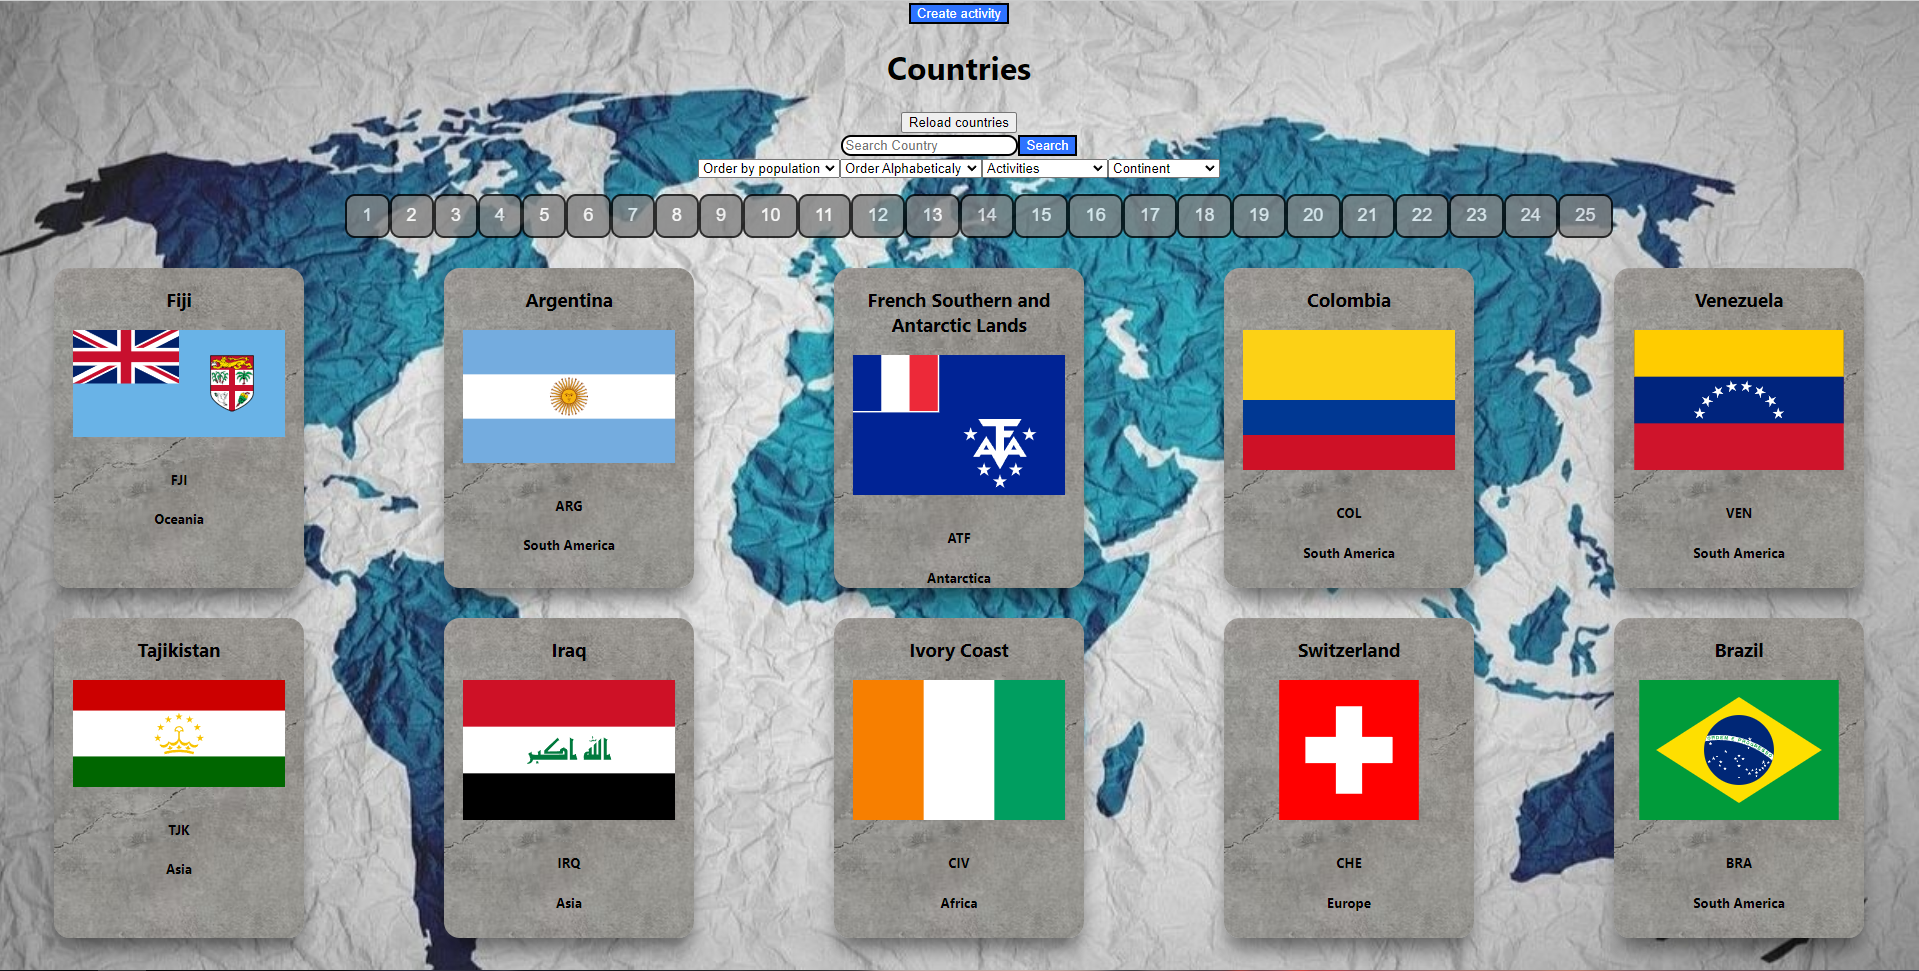 Create activity
Countries
Reload countries
Search Country Search
Order by population Order Alphabeticaly Activities Continent
1 2 3 4 5 6 7 8 9 10 11 12 13 14 15 16 17 18 19 20 21 22 23 24 25
Fiji
FJI
Oceania
Argentina
ARG
South America
French Southern and
Antarctic Lands
ATF
Antarctica
Colombia
COL
South America
Venezuela
VEN
South America
Tajikistan
TJK
Asia
Iraq
الله اكبر
IRQ
Asia
Ivory Coast
CIV
Africa
Switzerland
CHE
Europe
Brazil
BRA
South America